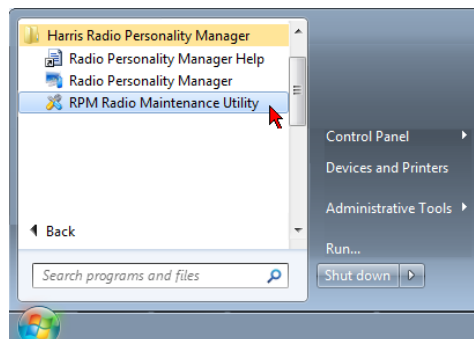 Harris Radio Personality Manager
Radio Personality Manager Help
Radio Personality Manager
RPM Radio Maintenance Utility
Back
Search programs and files
Control Panel
Devices and Printers
Administrative Tools
Run...
Shut down